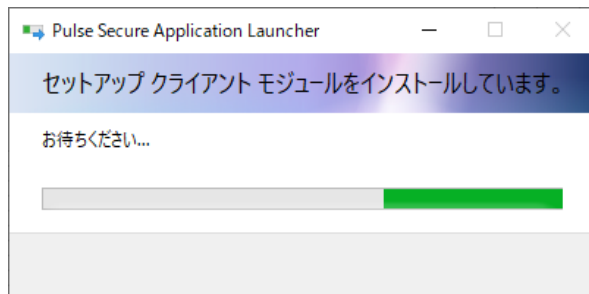 Pulse Secure Application Launcher
セットアップ クライアント モジュールをインストールしています。
お待ちください...